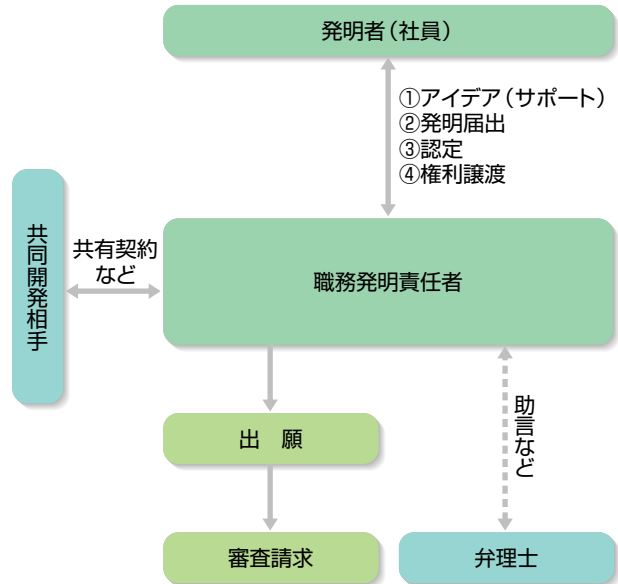 発明者（社員）
①アイデア（サポート）
②発明届出
③認定
④権利譲渡
共同開発相手
共有契約
など
職務発明責任者
助言など
出　願
審査請求
弁理士